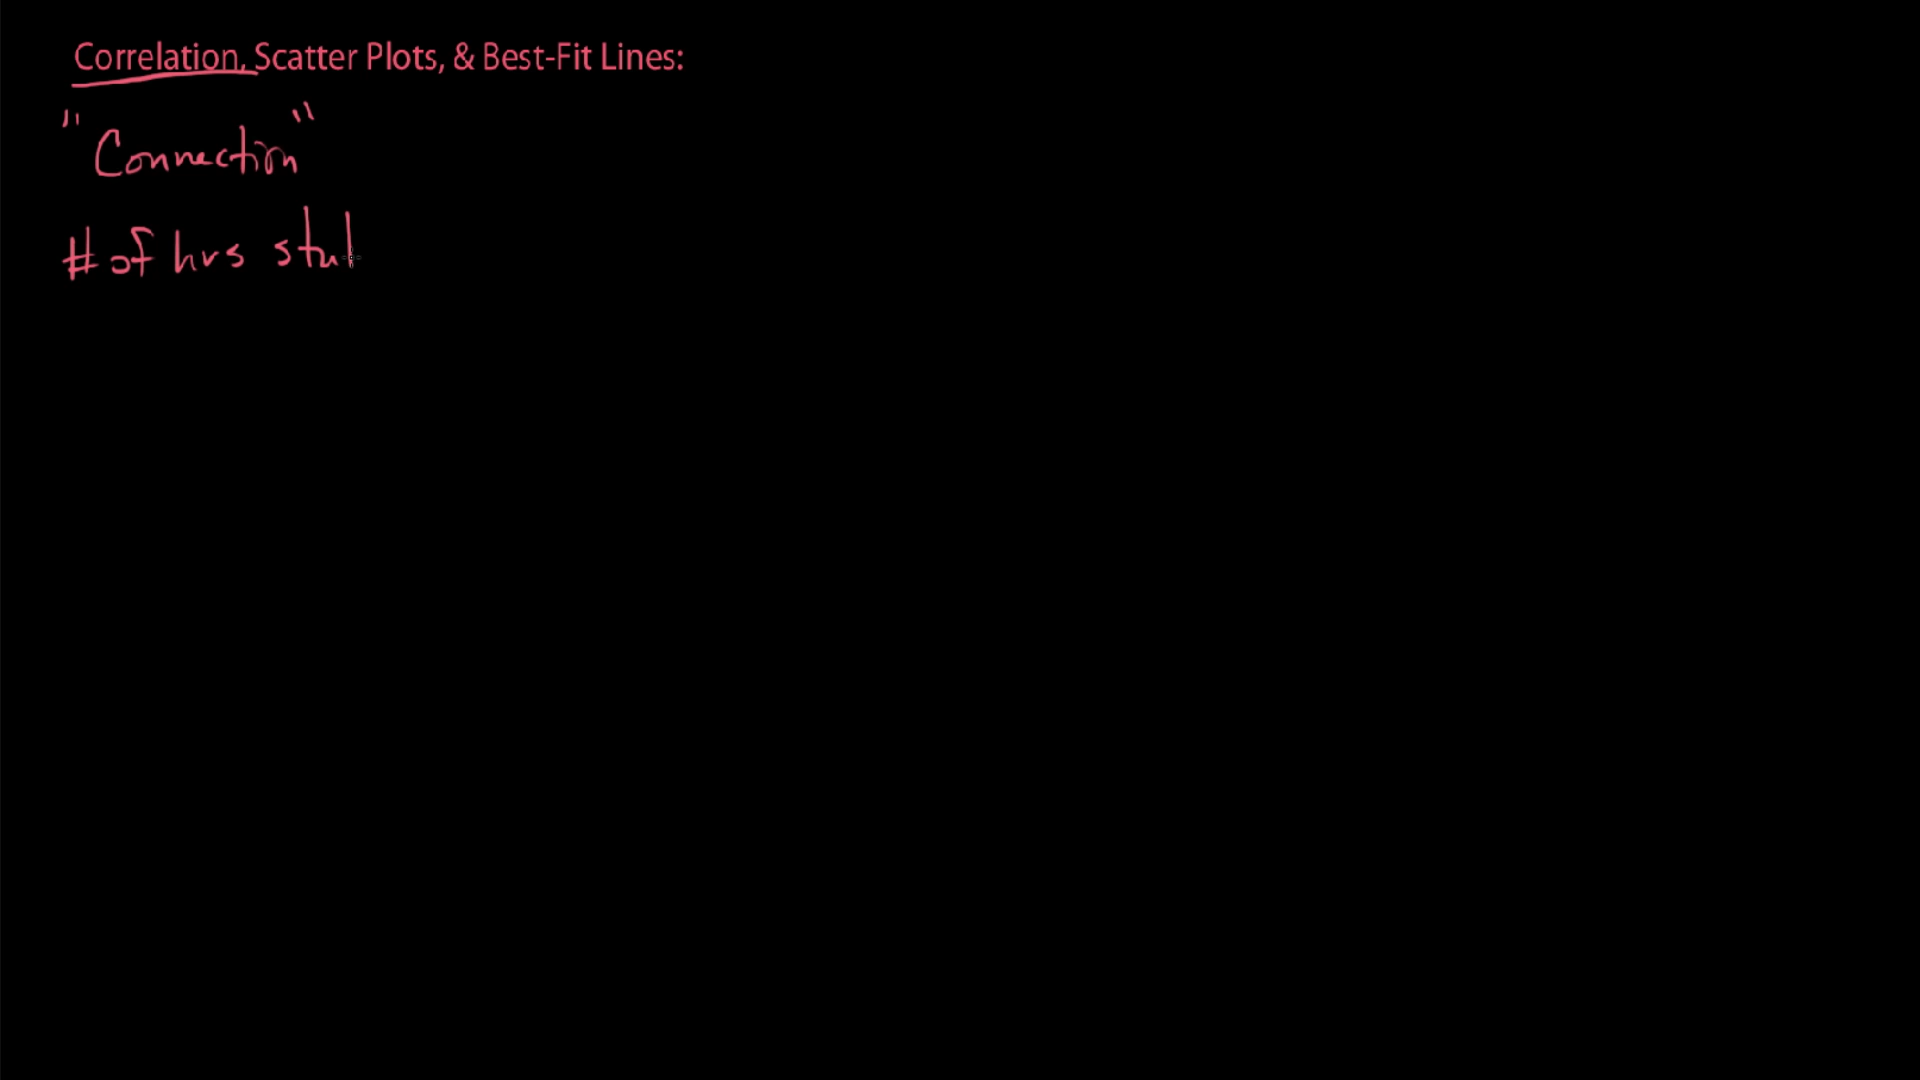 Correlation, Scatter Plots, & Best-Fit Lines:
"Connection"
# of hrs